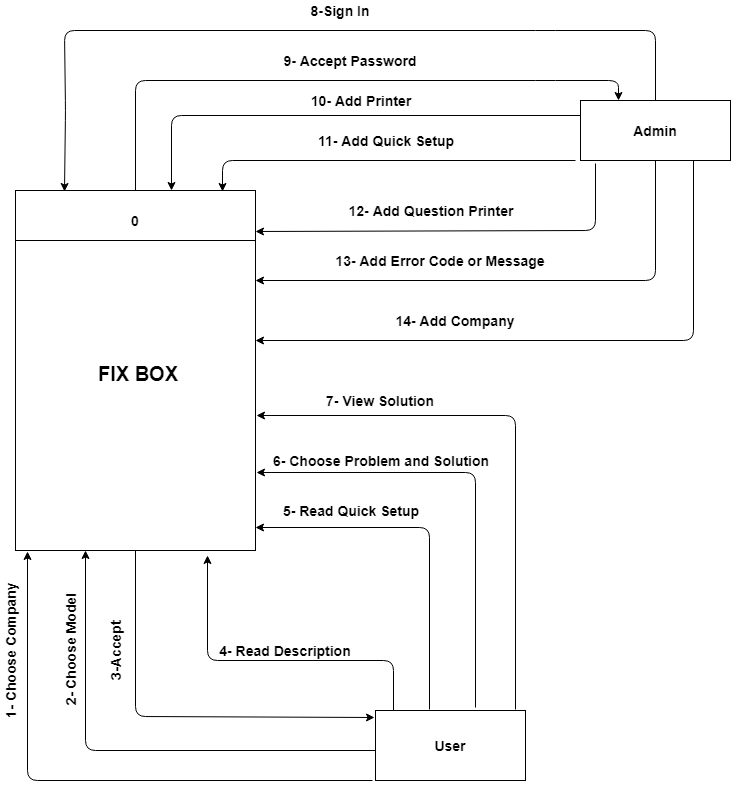 8-Sign In
9- Accept Password
10- Add Printer
Admin
11- Add Quick Setup
12- Add Question Printer
0
13- Add Error Code or Message
14- Add Company
FIX BOX
7- View Solution
6- Choose Problem and Solution
5- Read Quick Setup
1- Choose Company
2- Choose Model
3-Accept
4- Read Description
User